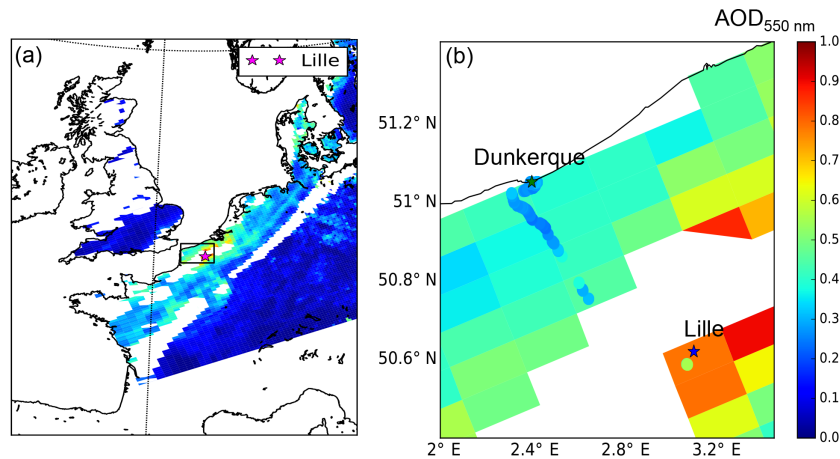 (a)
Lille
(b)
AOD550 nm
Dunkerque
Lille
51.2° N
51° N
50.8° N
50.6° N
2° E
2.4° E
2.8° E
3.2° E
1.0
0.9
0.8
0.7
0.6
0.5
0.4
0.3
0.2
0.1
0.0